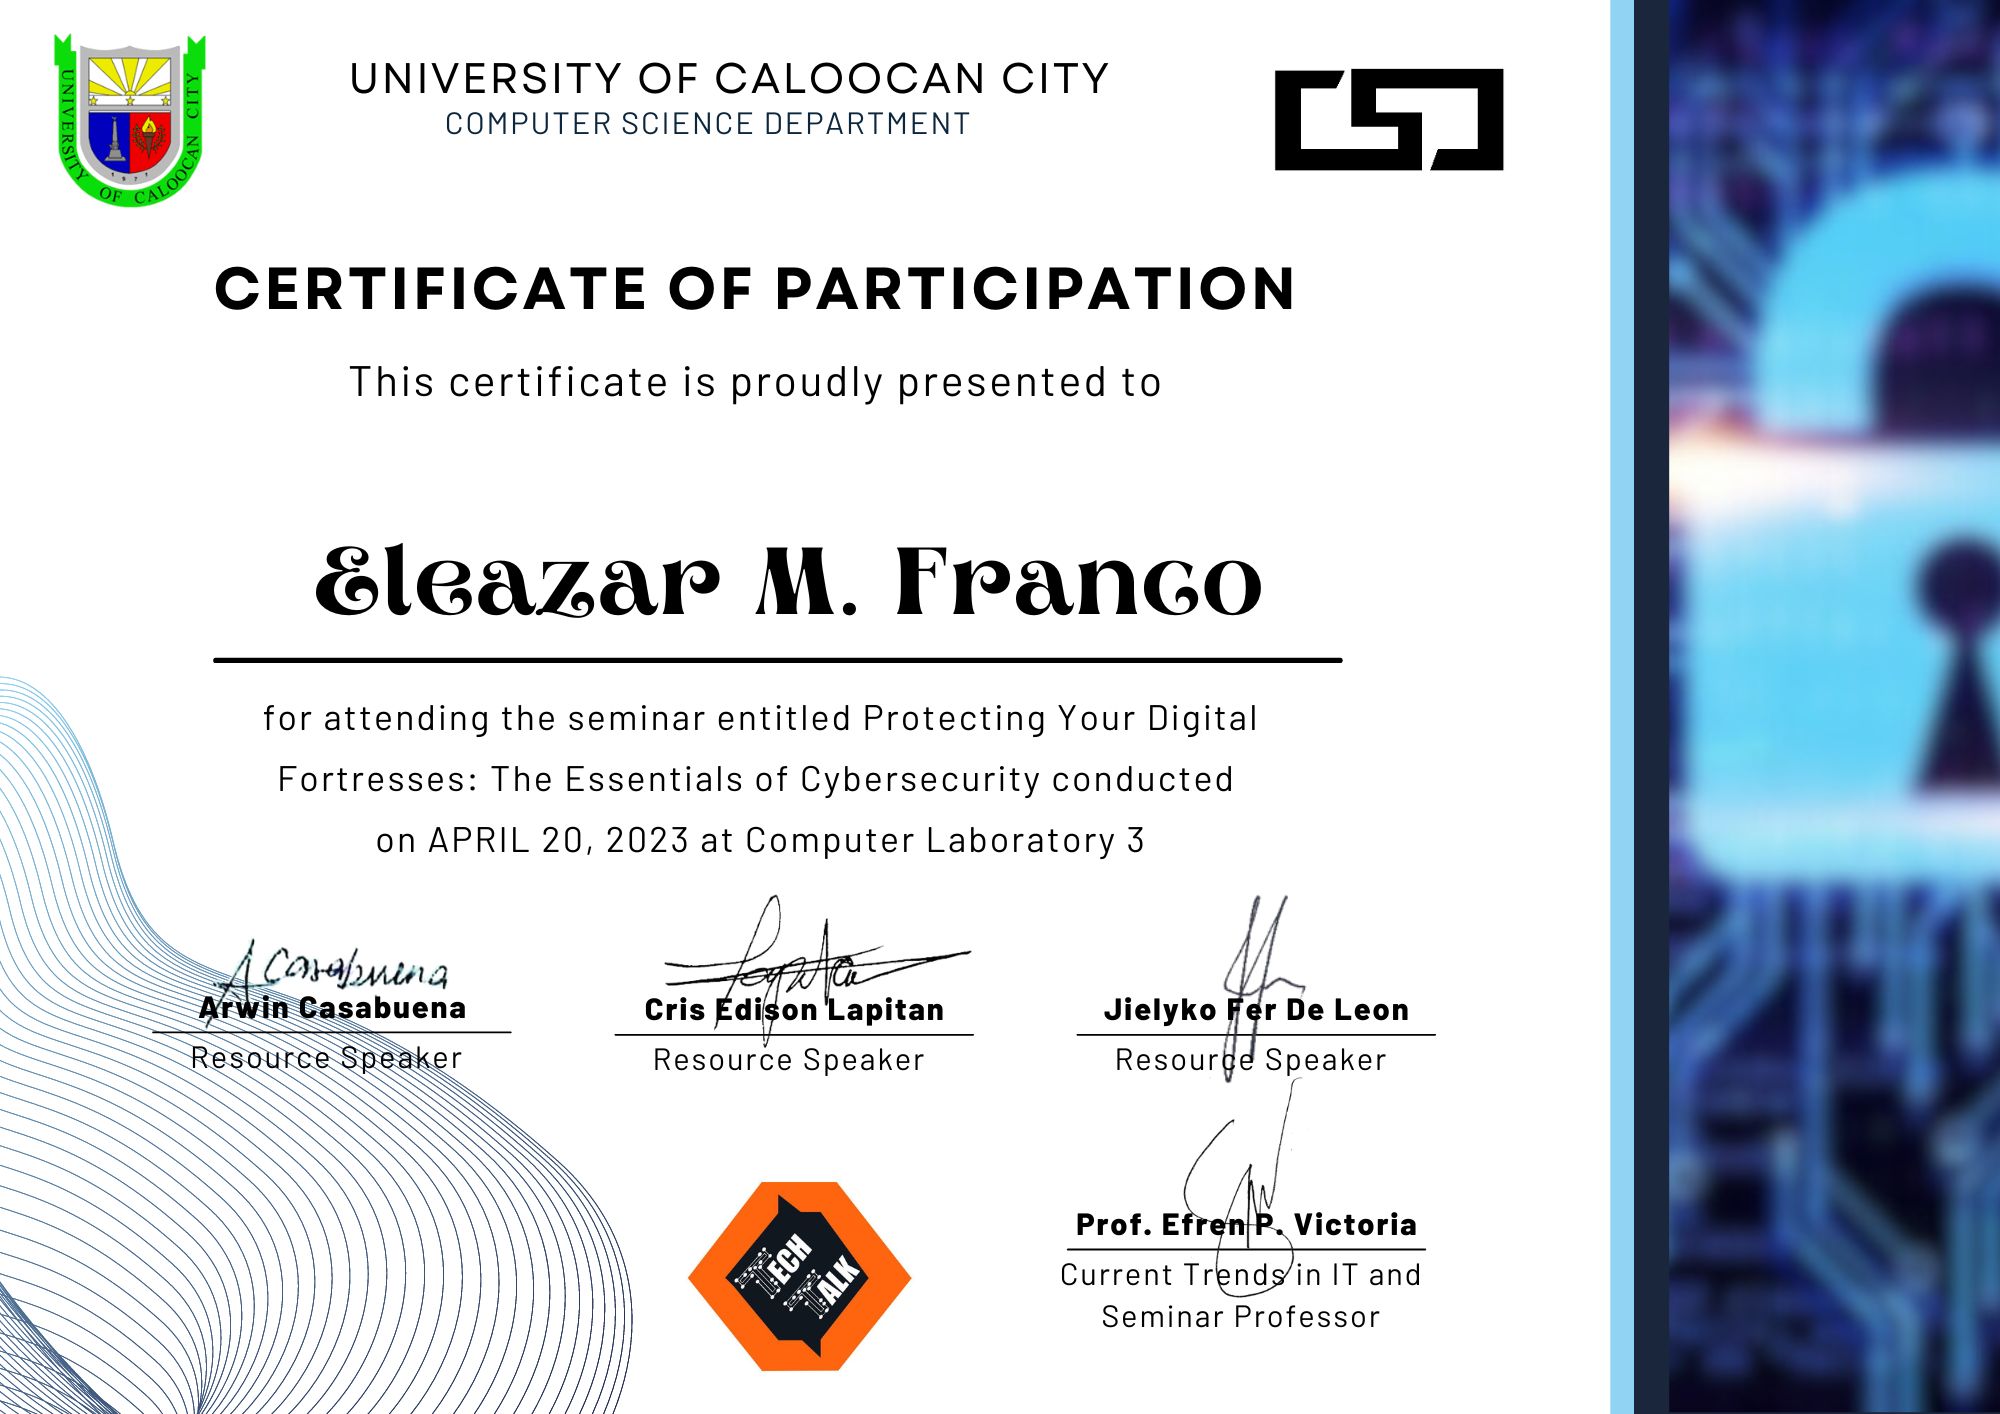 UNIVERSITY OF CALOOCAN CITY
COMPUTER SCIENCE DEPARTMENT
UNIVERSITY OF CALOOCAN CITY
1971
CSD
CERTIFICATE OF PARTICIPATION
This certificate is proudly presented to
Eleazar M. Franco
for attending the seminar entitled Protecting Your Digital
Fortresses: The Essentials of Cybersecurity conducted
on APRIL 20, 2023 at Computer Laboratory 3
A Casabuena
Arwin Casabuena
Resource Speaker
Cris Edison Lapitan
Resource Speaker
Jielyko Fer De Leon
Resource Speaker
TECH
TALK
Prof. Efren P. Victoria
Current Trends in IT and
Seminar Professor